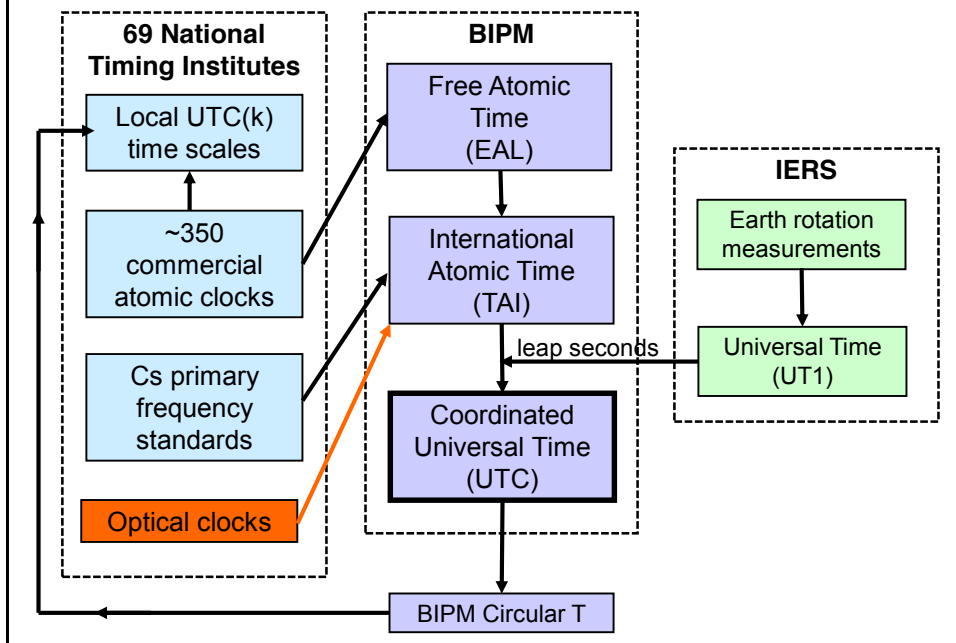 69 National
Timing Institutes
Local UTC(k)
time scales
~350
commercial
atomic clocks
Cs primary
frequency
standards
Optical clocks
BIPM
Free Atomic
Time
(EAL)
International
Atomic Time
(TAI)
leap seconds
Coordinated
Universal Time
(UTC)
BIPM Circular T
IERS
Earth rotation
measurements
Universal Time
(UT1)